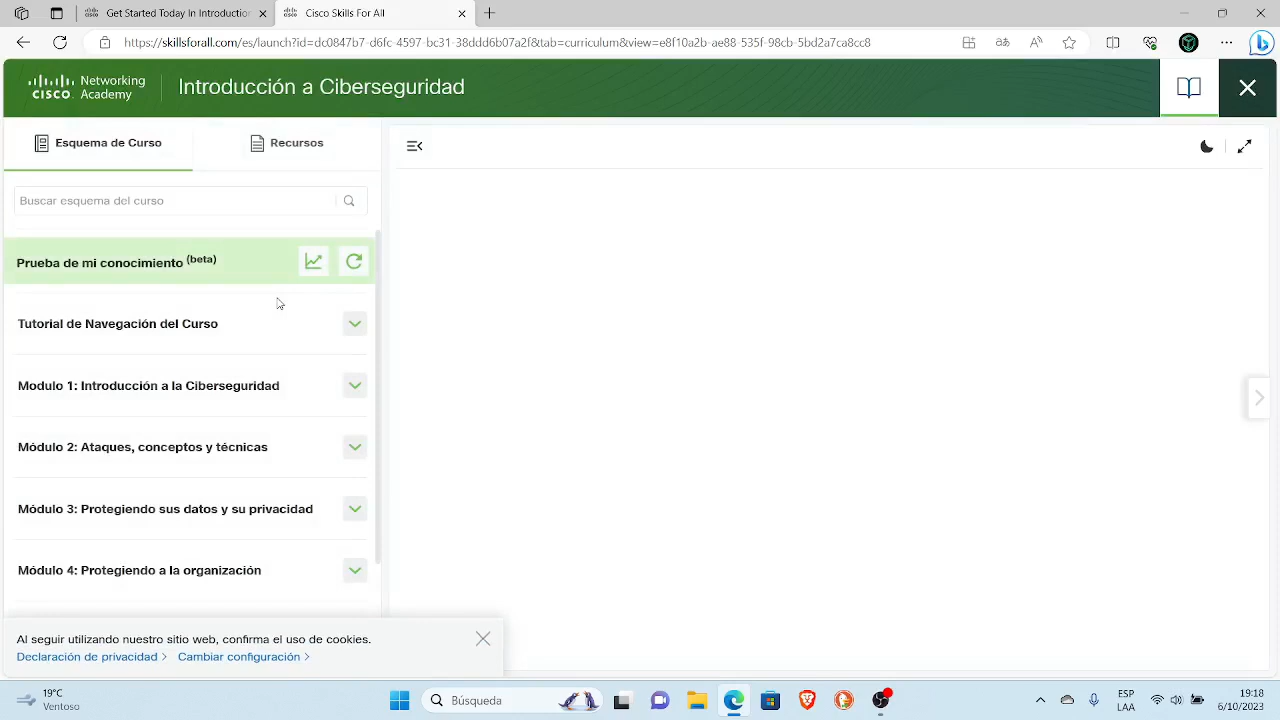 Get Started Today In Introduction
Cisco Skills For All
https://skillsforall.com/es/launch?id=dc0847b7-d6fc-4597-bc31-38ddd6b07a2f&tab=curriculum&view=e8f10a2b-ae88-535f-98cb-5bd2a7ca8cc8
CISCO Networking Academy
Introducción a Ciberseguridad
Esquema de Curso
Recursos
Buscar esquema del curso
Prueba de mi conocimiento (beta)
Tutorial de Navegación del Curso
Modulo 1: Introducción a la Ciberseguridad
Módulo 2: Ataques, conceptos y técnicas
Módulo 3: Protegiendo sus datos y su privacidad
Módulo 4: Protegiendo a la organización
Al seguir utilizando nuestro sitio web, confirma el uso de cookies.
Declaración de privacidad
Cambiar configuración
19°C
Búsqueda
ESP
LAA
19:18
6/10/2023